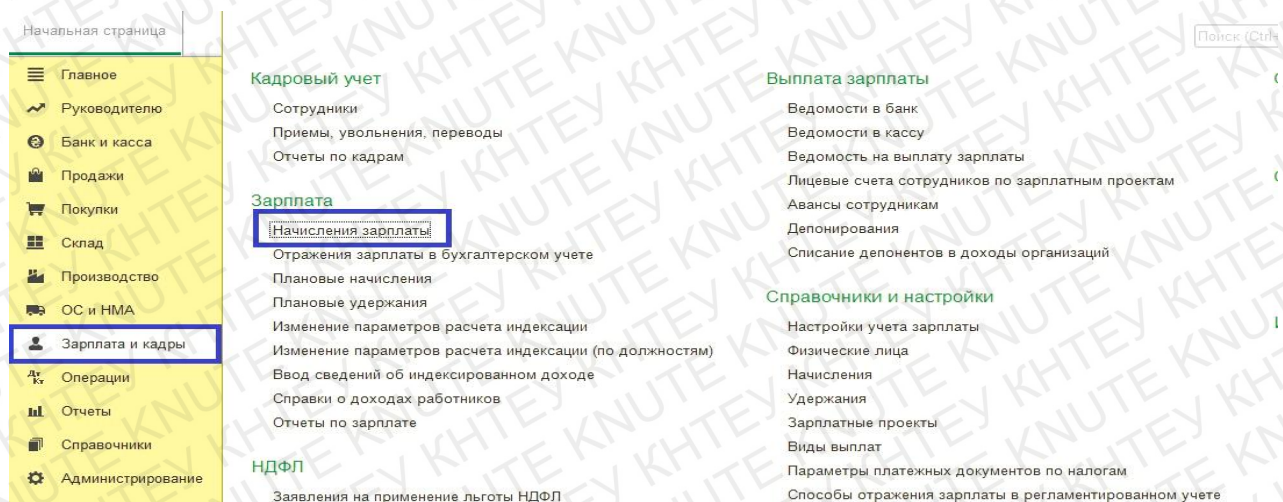 Начальная страница
Поиск (Ctrl+
Главное
Руководителю
Банк и касса
Продажи
Покупки
Склад
Производство
ОС и НМА
Зарплата и кадры
Операции
Отчеты
Справочники
Администрирование
Кадровый учет
Сотрудники
Приемы, увольнения, переводы
Отчеты по кадрам
Зарплата
Начисления зарплаты
Отражения зарплаты в бухгалтерском учете
Плановые начисления
Плановые удержания
Изменение параметров расчета индексации
Изменение параметров расчета индексации (по должностям)
Ввод сведений об индексированном доходе
Справки о доходах работников
Отчеты по зарплате
НДФЛ
Заявления на применение льготы НДФЛ
Выплата зарплаты
Ведомости в банк
Ведомости в кассу
Ведомость на выплату зарплаты
Лицевые счета сотрудников по зарплатным проектам
Авансы сотрудникам
Депонирования
Списание депонентов в доходы организаций
Справочники и настройки
Настройки учета зарплаты
Физические лица
Начисления
Удержания
Зарплатные проекты
Виды выплат
Параметры платежных документов по налогам
Способы отражения зарплаты в регламентированном учете
KHTEY KNUTE